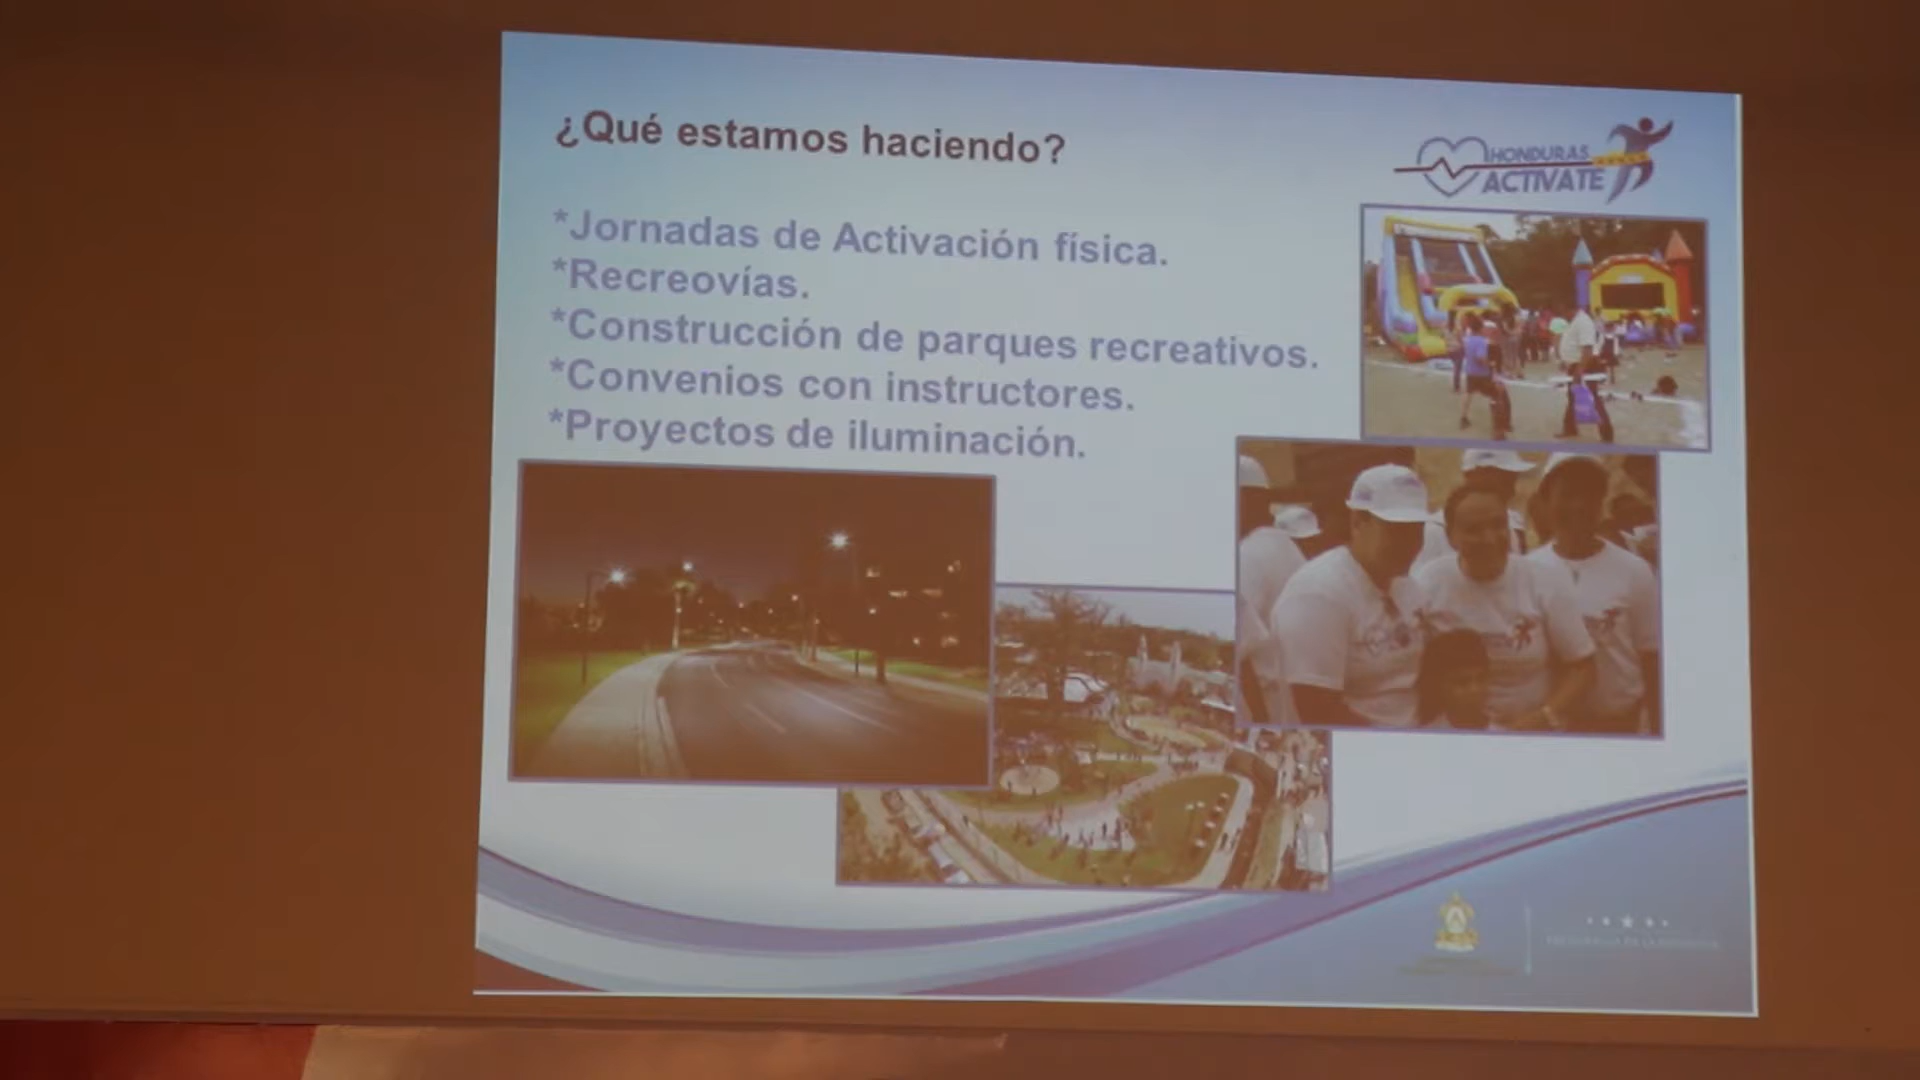 ¿Qué estamos haciendo?
HONDURAS
ACTÍVATE
*Jornadas de Activación física.
*Recreovías.
*Construcción de parques recreativos.
*Convenios con instructores.
*Proyectos de iluminación.